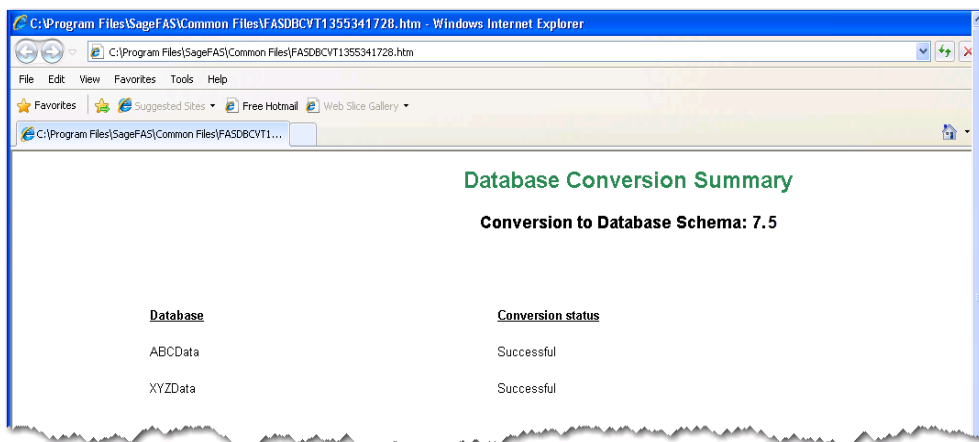 C:\Program Files\SageFAS\Common Files\FASDBCVT1355341728.htm - Windows Internet Explorer
C:\Program Files\SageFAS\Common Files\FASDBCVT1355341728.htm
File Edit View Favorites Tools Help
Favorites Suggested Sites Free Hotmail Web Slice Gallery
C:\Program Files\SageFAS\Common Files\FASDBCVT1...
Database Conversion Summary
Conversion to Database Schema: 7.5
Database Conversion status
ABCData Successful
XYZData Successful